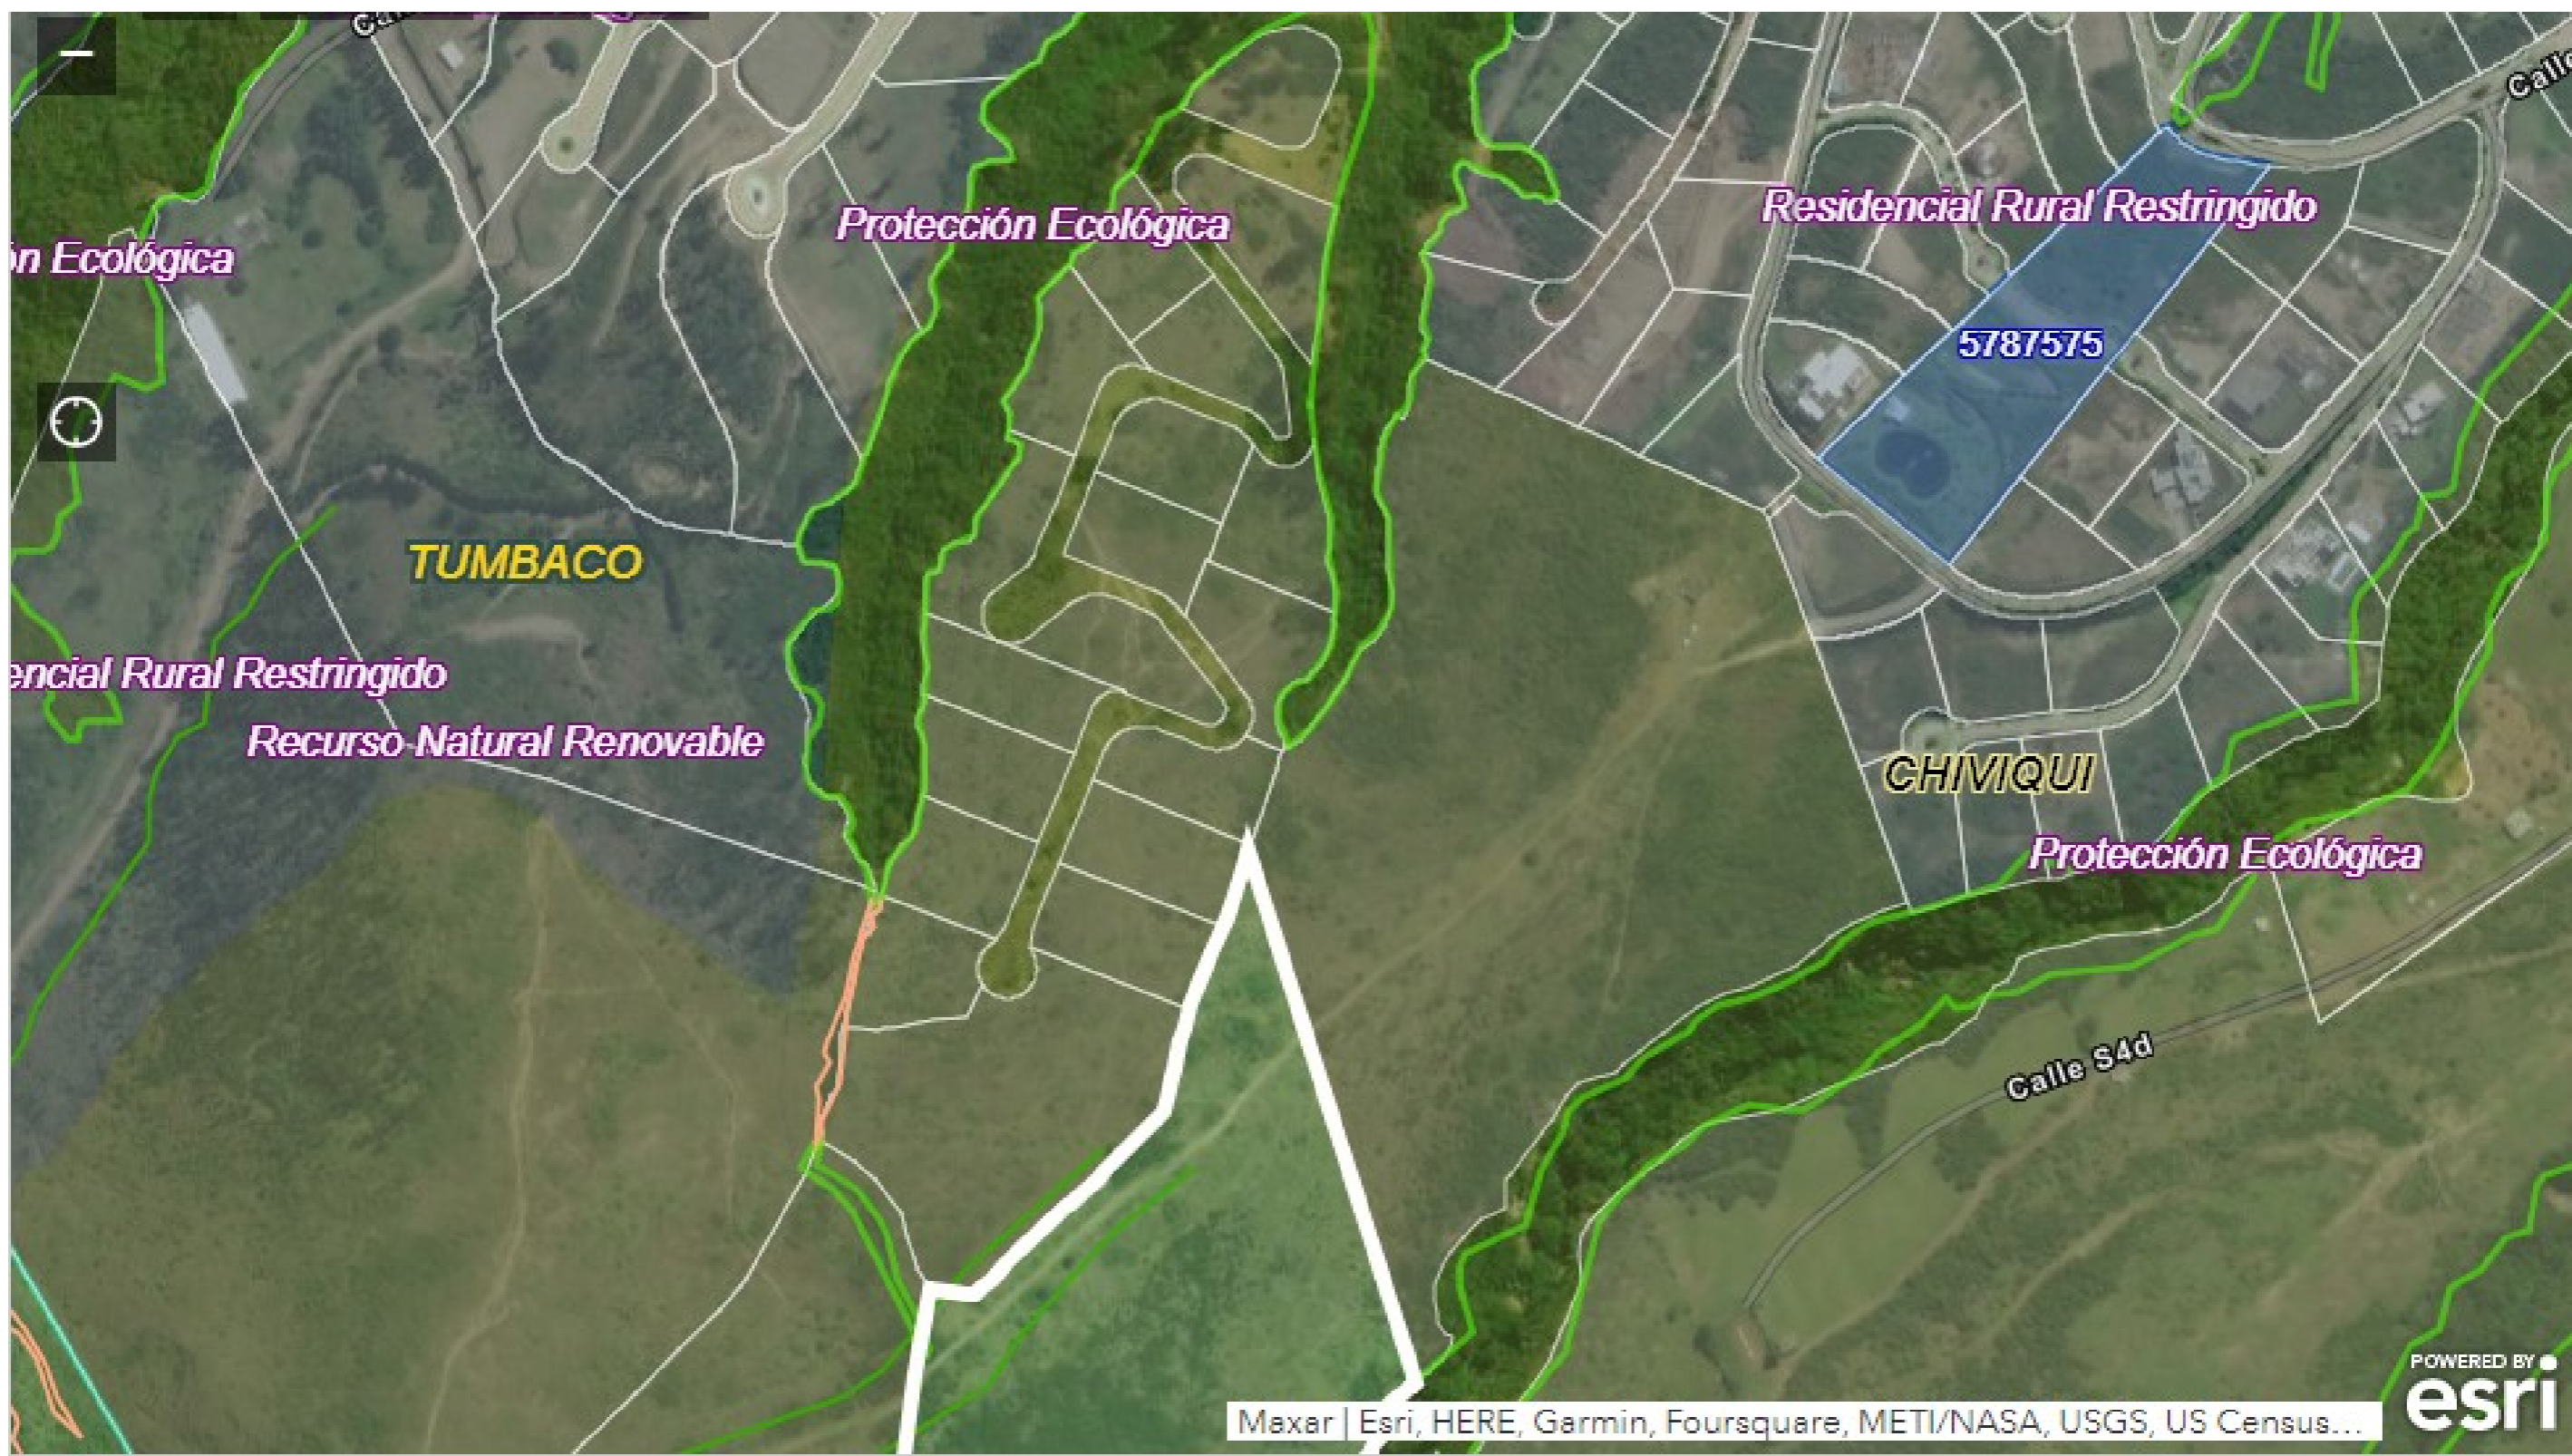 Calle
Protección Ecológica
Residencial Rural Restringido
ón Ecológica
5787575
TUMBACO
encial Rural Restringido
Recurso Natural Renovable
CHIVIQUI
Protección Ecológica
Calle S4d
POWERED BY
esri
Maxar | Esri, HERE, Garmin, Foursquare, METI/NASA, USGS, US Census...